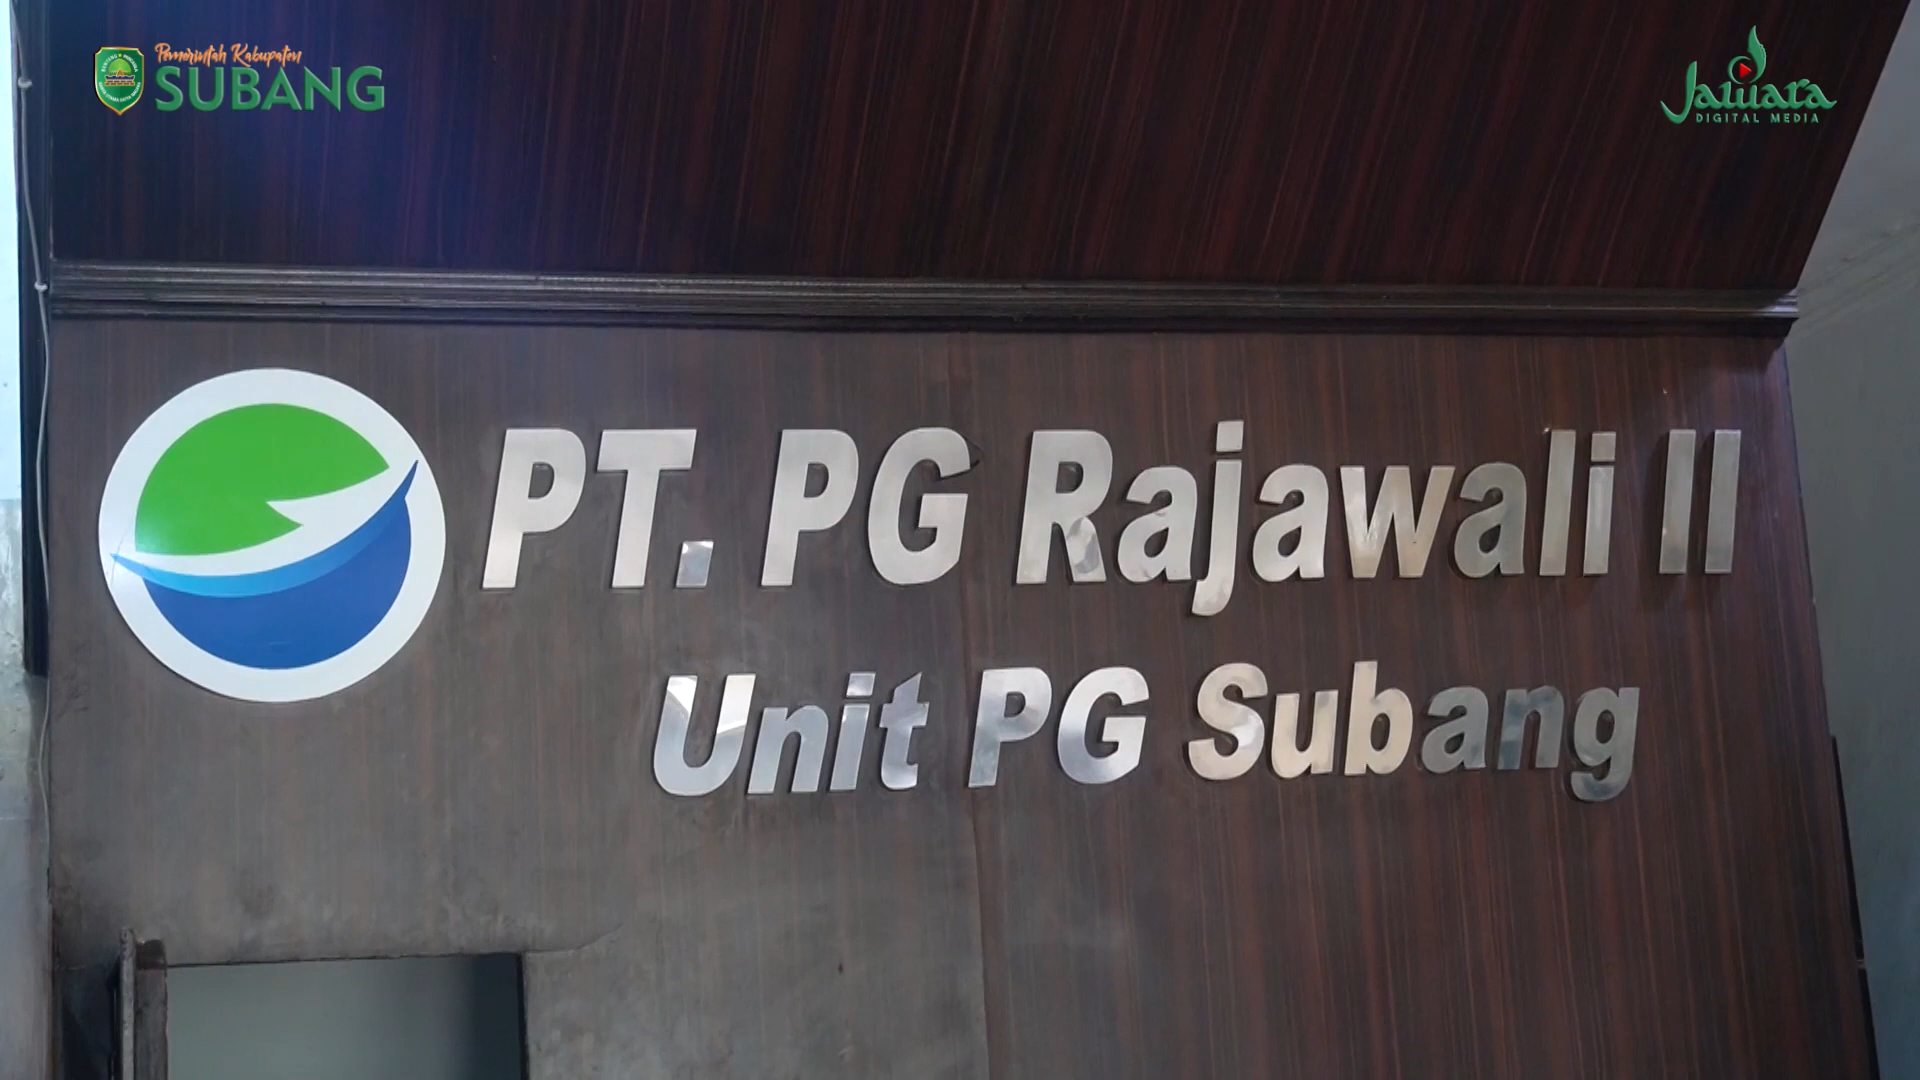 Pemerintah Kabupaten
SUBANG
Jawara
DIGITAL MEDIA
PT. PG Rajawali II
Unit PG Subang